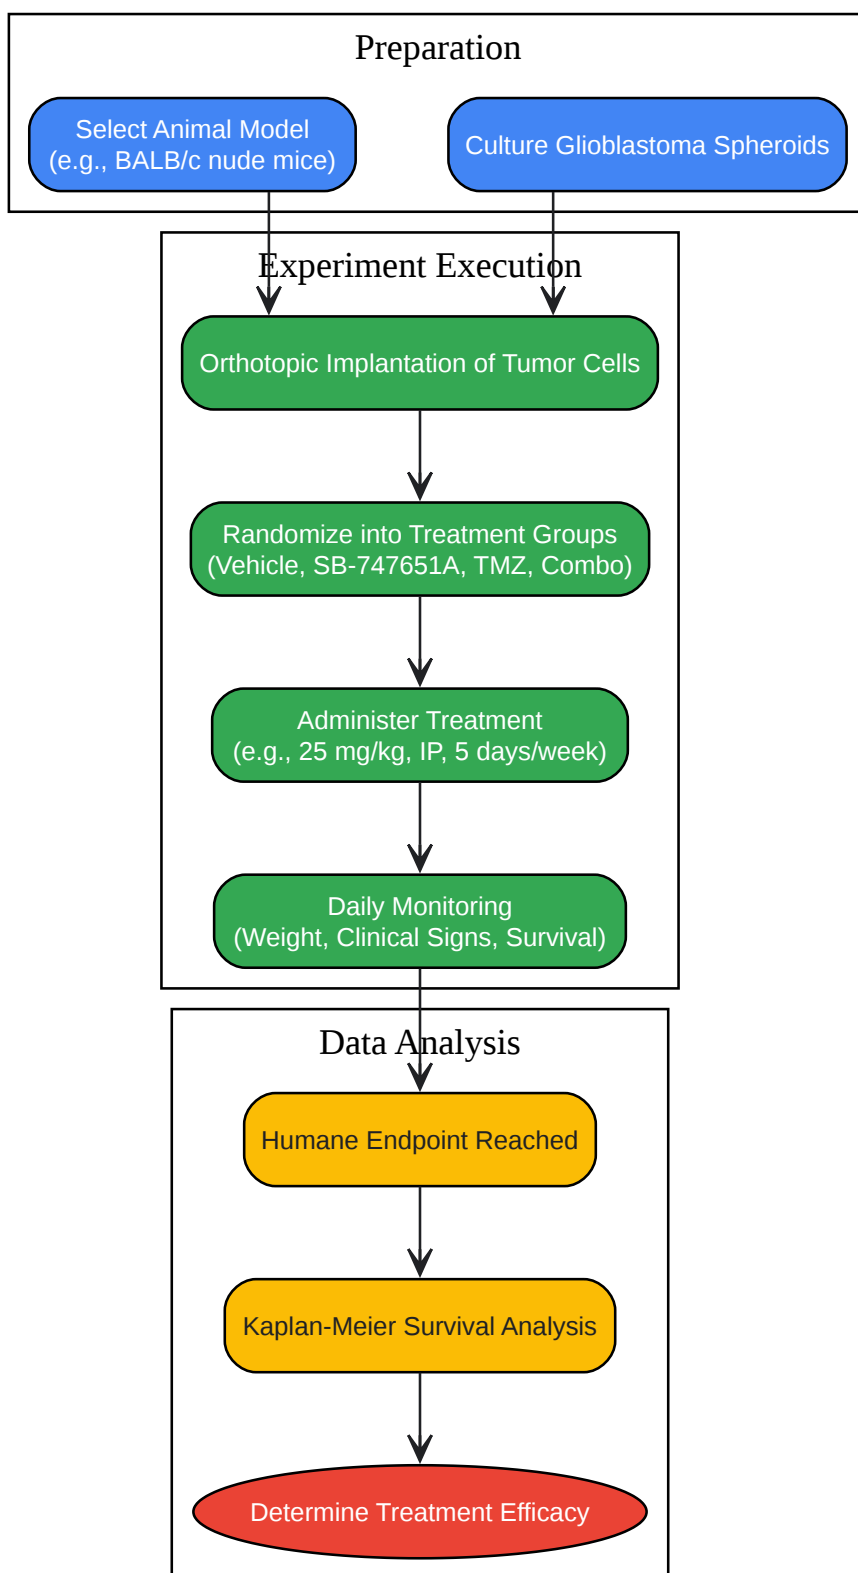 Preparation
Select Animal Model
(e.g., BALB/c nude mice)
Culture Glioblastoma Spheroids
Experiment Execution
Orthotopic Implantation of Tumor Cells
Randomize into Treatment Groups
(Vehicle, SB-747651A, TMZ, Combo)
Administer Treatment
(e.g., 25 mg/kg, IP, 5 days/week)
Daily Monitoring
(Weight, Clinical Signs, Survival)
Data Analysis
Humane Endpoint Reached
Kaplan-Meier Survival Analysis
Determine Treatment Efficacy